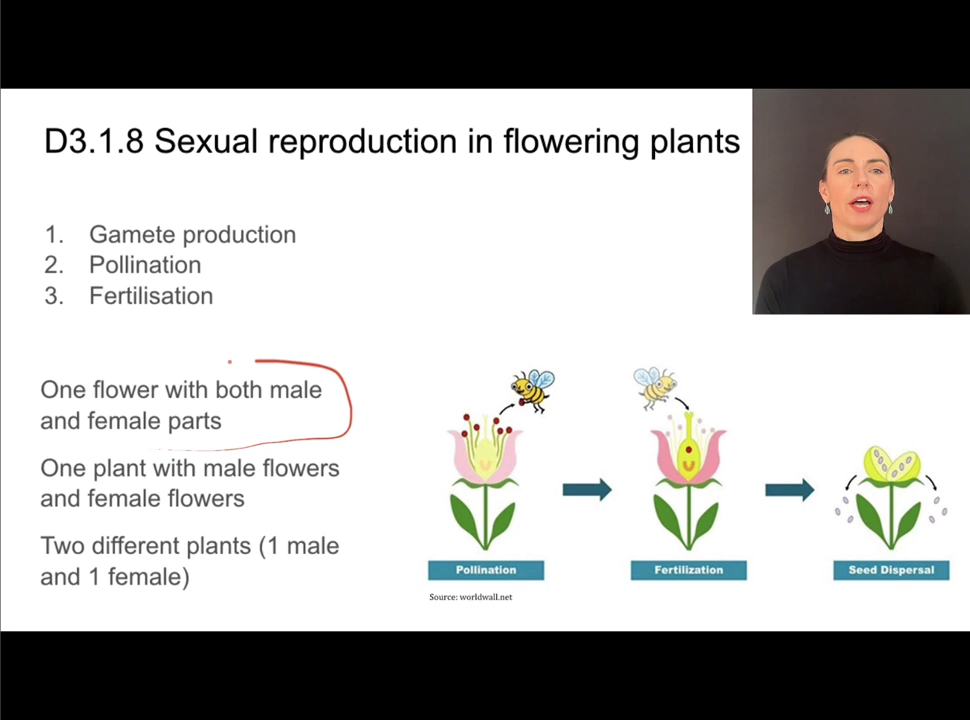 D3.1.8 Sexual reproduction in flowering plants
1. Gamete production
2. Pollination
3. Fertilisation
One flower with both male
and female parts
One plant with male flowers
and female flowers
Two different plants (1 male
and 1 female)
Pollination
Fertilization
Seed Dispersal
Source: worldwall.net